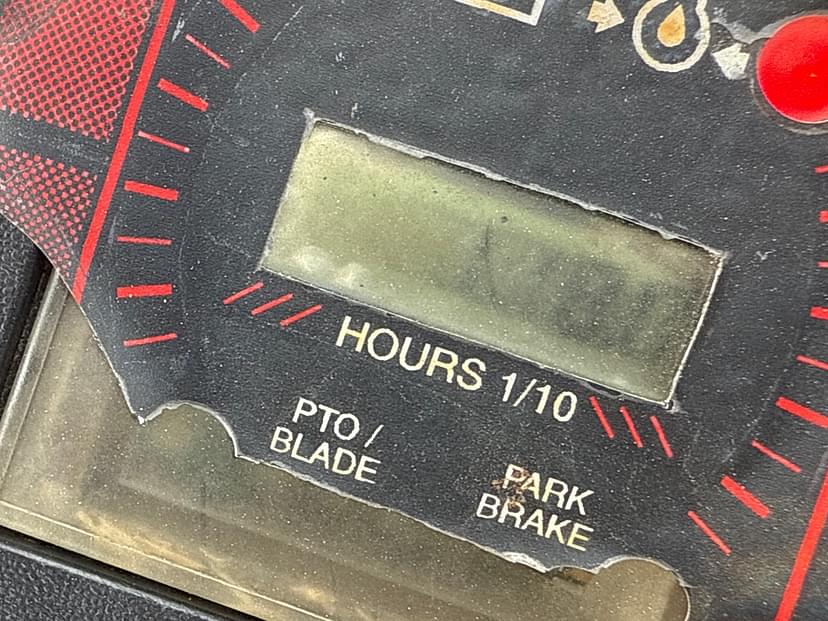 HOURS 1/10
PTO /
BLADE
PARK
BRAKE